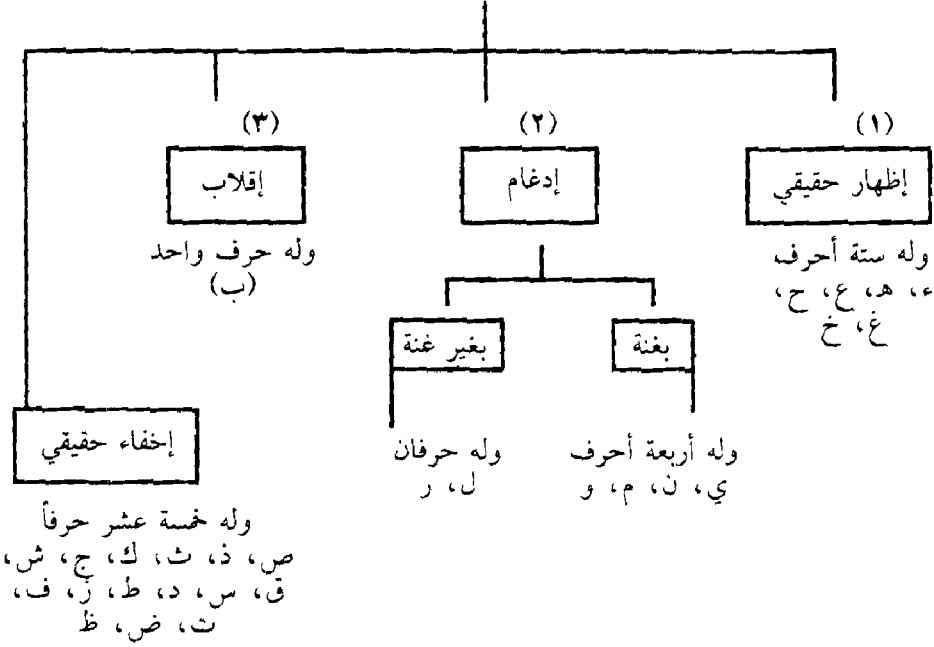 (١)
إظهار حقيقي
وله ستة أحرف
ء، هـ، ع، ح،
غ، خ
(٢)
إدغام
بغنة
وله أربعة أحرف
ي، ن، م، و
بغير غنة
وله حرفان
ل، ر
(٣)
إقلاب
وله حرف واحد
(ب)
إخفاء حقيقي
وله خمسة عشر حرفاً
ص، ذ، ث، ك، ج، ش،
ق، س، د، ط، ز، ف،
ت، ض، ظ